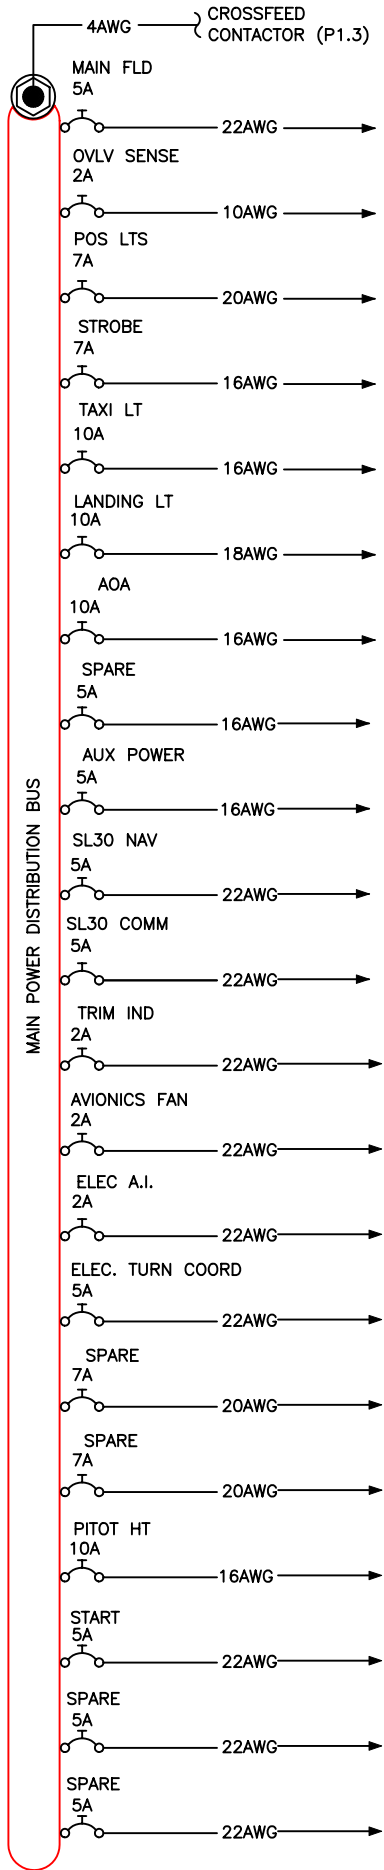 CROSSFEED
4AWG
CONTACTOR (P1.3)
MAIN FLD
5A
22AWG
OVLV SENSE
2A
10AWG
POS LTS
7A
20AWG
STROBE
7A
16AWG
TAXI LT
10A
16AWG
LANDING LT
10A
18AWG
AOA
10A
16AWG
SPARE
5A
16AWG
AUX POWER
5A
16AWG
SL30 NAV
5A
22AWG
SL30 COMM
5A
22AWG
TRIM IND
2A
22AWG
AVIONICS FAN
2A
22AWG
ELEC A.I.
2A
22AWG
ELEC. TURN COORD
5A
22AWG
SPARE
7A
20AWG
SPARE
7A
20AWG
PITOT HT
10A
16AWG
START
5A
22AWG
SPARE
5A
22AWG
SPARE
5A
22AWG
MAIN POWER DISTRIBUTION BUS